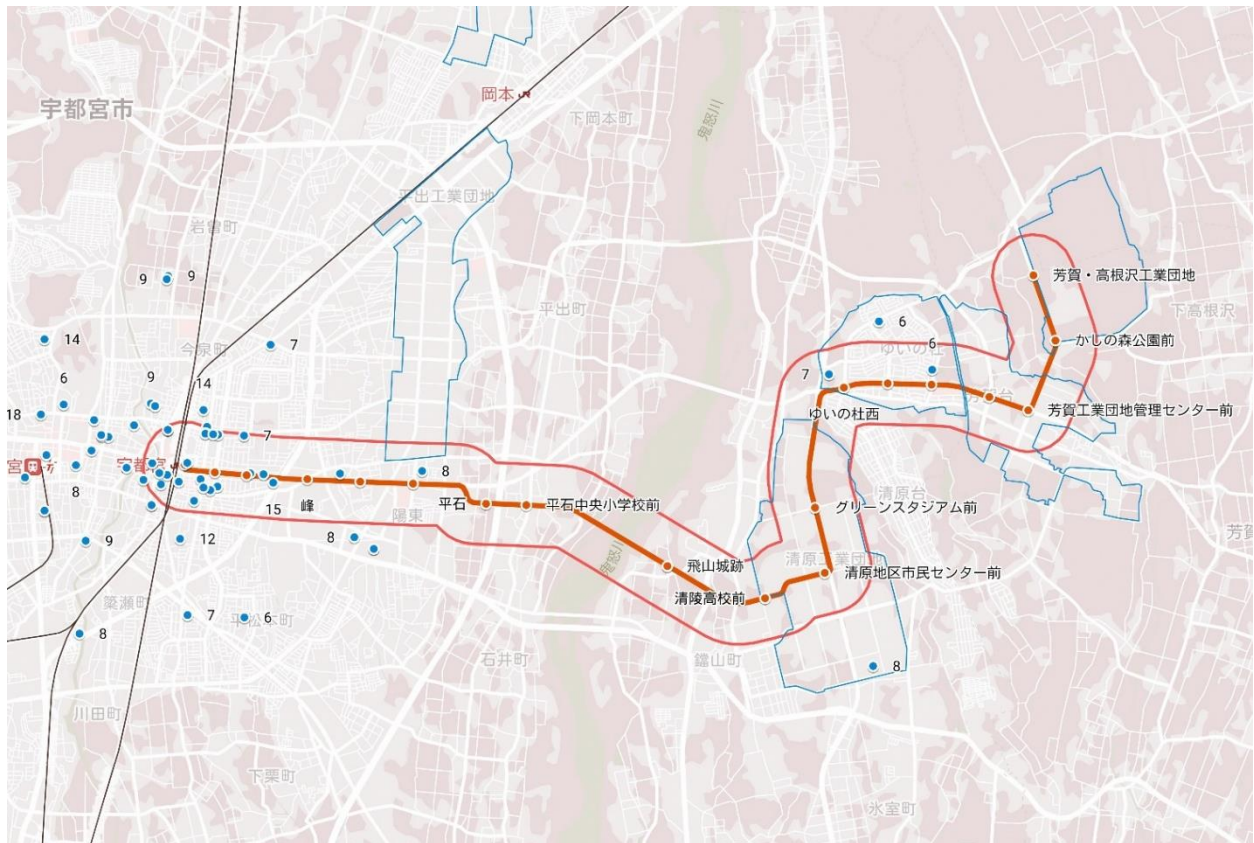 岡本
宇都宮市
下岡本町
鬼怒川
平出工業団地
岩曽町
9
9
芳賀・高根沢工業団地
平出町
下高根沢
14
今泉町
7
6
ゆいの杜
かしの森公園前
6
9
14
6
7
芳賀台
18
ゆいの杜西
芳賀工業団地管理センター前
7
宇都宮
8
8
清原台
15
峰
陽東
平石
平石中央小学校前
グリーンスタジアム前
9
12
8
鬼怒川
飛山城跡
清原工業団地
清原地区市民センター前
清陵高校前
簗瀬町
7
平松本町
6
8
石井町
鐺山町
8
川田町
下栗町
氷室町